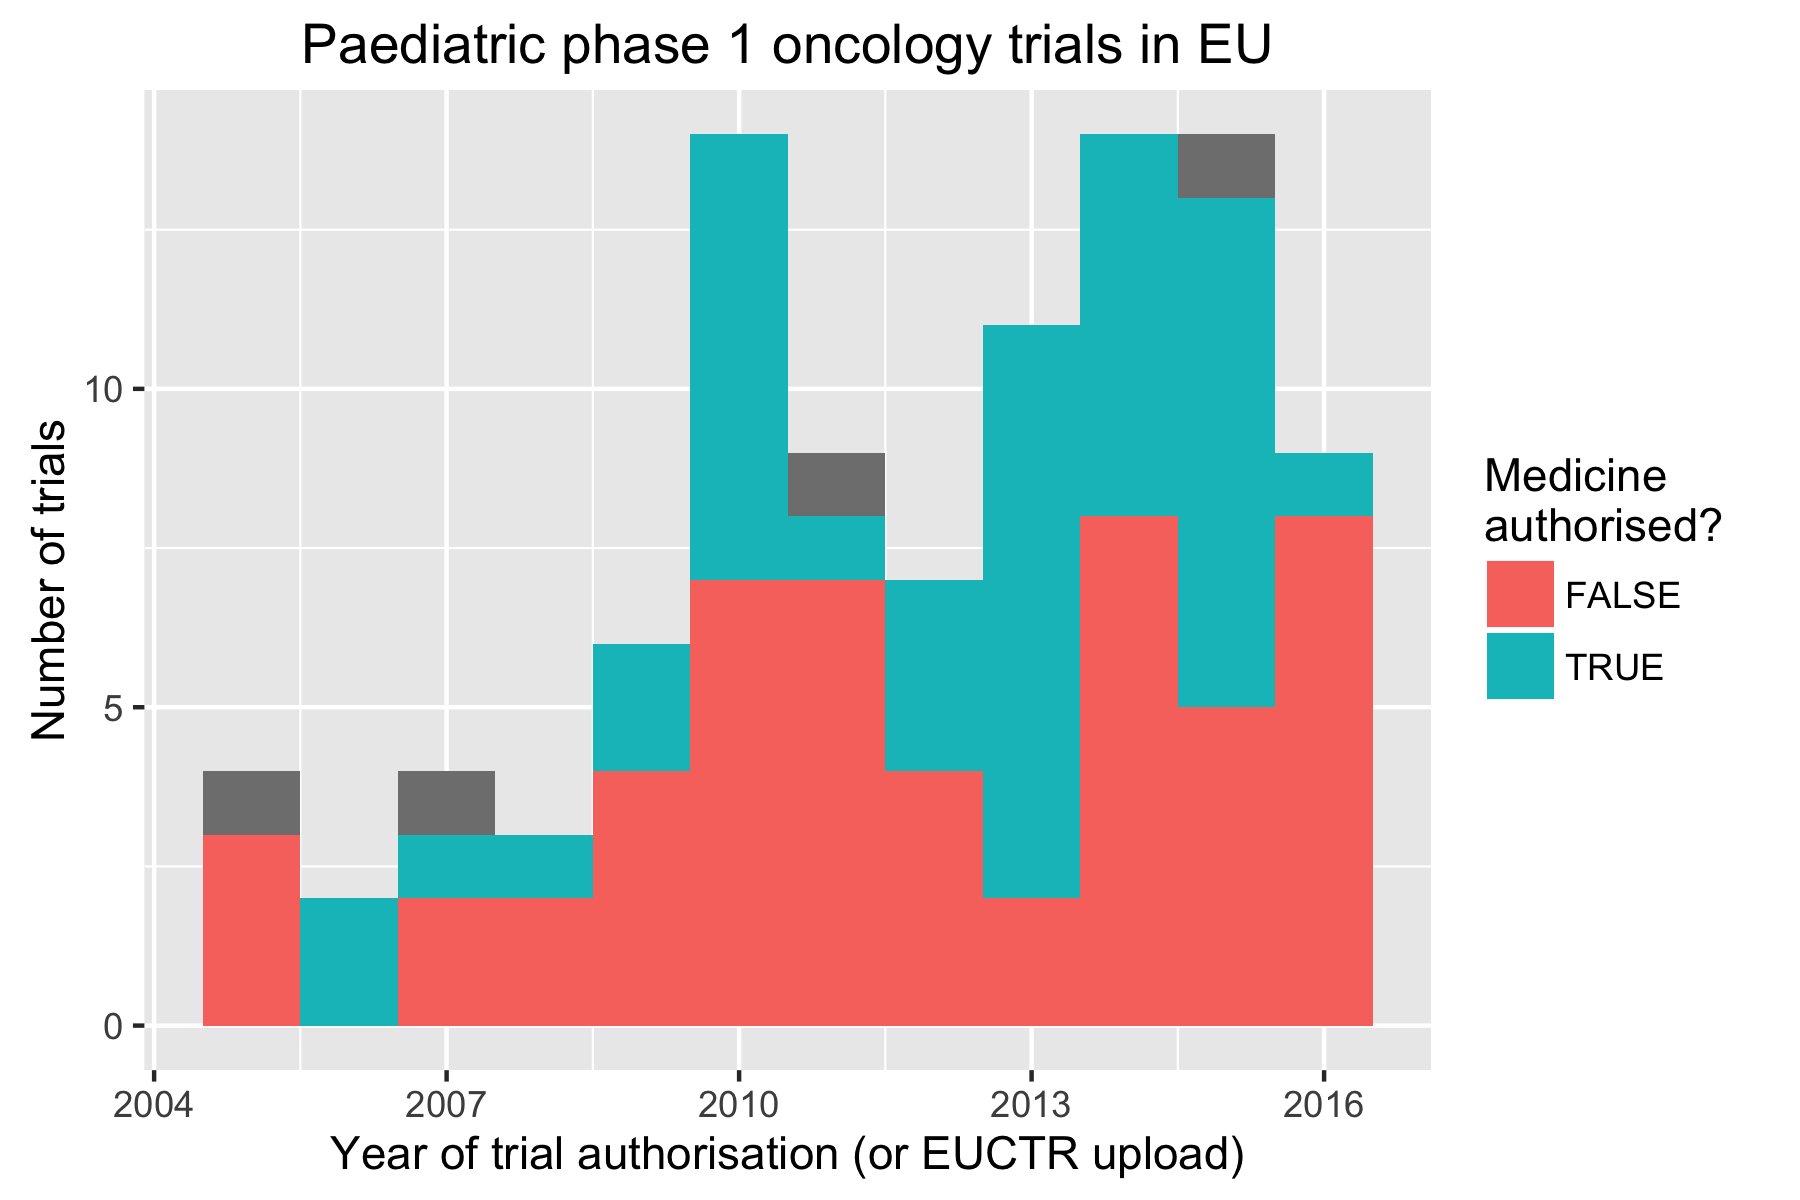 Paediatric phase 1 oncology trials in EU
10
5
0
Number of trials
2004 2007 2010 2013 2016
Year of trial authorisation (or EUCTR upload)
Medicine
authorised?
FALSE
TRUE